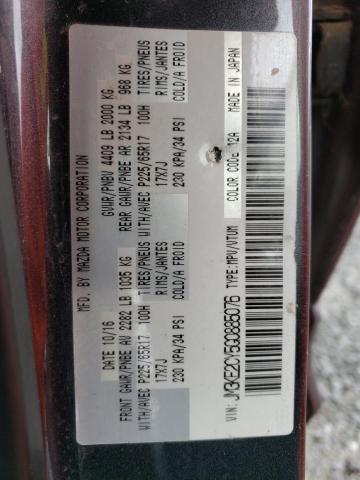 MFD. BY MAZDA MOTOR CORPORATION
DATE 10/16 GVWR/PNBV 4409 LB 2000 KG
FRONT GAWR/PNBE AV 2282 LB 1035 KG REAR GAWR/PNBE AR 2134 LB 968 KG
WITH/AVEC P225/65R17 100H TIRES/PNEUS WITH/AVEC P225/65R17 100H TIRES/PNEUS
17X7J RIMS/JANTES 17X7J RIMS/JANTES
230 KPA/34 PSI COLD/A FROID 230 KPA/34 PSI COLD/A FROID
COLOR CODE 12A MADE IN JAPAN
VIN: JM3KE2CY5G0885076 TYPE: MPV/VTUM